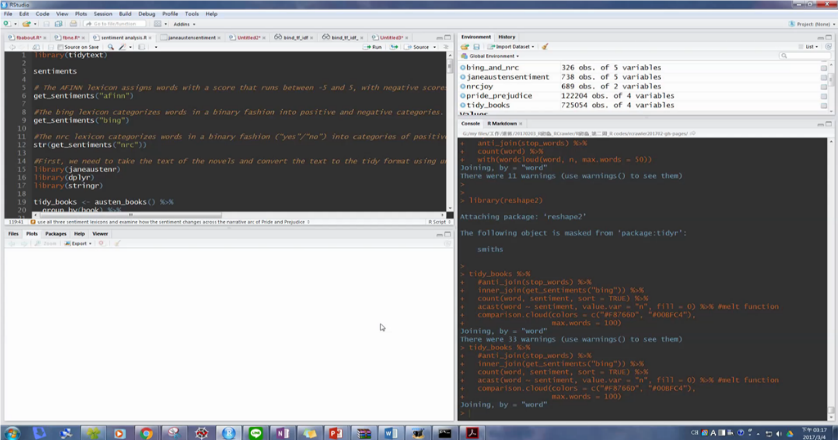 RStudio
File Edit Code View Plots Session Build Debug Profile Tools Help
Go to file/function
Addins
Project: (None)
sentiment analysis.R
janeaustensentiment
Untitled2*
bind_tf_idf
bind_tf_idf
Source on Save
Run
Source
1 library(tidytext)
2
3 sentiments
4
5 # The AFINN lexicon assigns words with a score that runs between -5 and 5, with negative scores
6 get_sentiments("afinn")
7
8 #The bing lexicon categorizes words in a binary fashion into positive and negative categories.
9 get_sentiments("bing")
10
11 #The nrc lexicon categorizes words in a binary fashion ("yes"/"no") into categories of positive
12 str(get_sentiments("nrc"))
13
14 #First, we need to take the text of the novels and convert the text to the tidy format using
15 library(janeaustenr)
16 library(dplyr)
17 library(stringr)
18
19 tidy_books <- austen_books() %>%
20 group_by(book) %>%
use all three sentiment lexicons and examine how the sentiment changes across the narrative arc of Pride and Prejudice
R Script
Files Plots Packages Help Viewer
Zoom Export
Environment History
Import Dataset
List
Global Environment
bing_and_nrc 326 obs. of 5 variables
janeaustensentiment 738 obs. of 5 variables
nrcjoy 689 obs. of 2 variables
pride_prejudice 122204 obs. of 4 variables
tidy_books 725054 obs. of 4 variables
Values
Console R Markdown
+ anti_join(stop_words) %>%
+ count(word) %>%
+ with(wordcloud(word, n, max.words = 50))
Joining, by = "word"
There were 11 warnings (use warnings() to see them)
>
> library(reshape2)
Attaching package: 'reshape2'
The following object is masked from 'package:tidyr':
smiths
>
> tidy_books %>%
+ #anti_join(stop_words) %>%
+ inner_join(get_sentiments("bing")) %>%
+ count(word, sentiment, sort = TRUE) %>%
+ acast(word ~ sentiment, value.var = "n", fill = 0) %>% #melt function
+ comparison.cloud(colors = c("#F8766D", "#00BFC4"),
+ max.words = 100)
Joining, by = "word"
There were 33 warnings (use warnings() to see them)
> tidy_books %>%
+ #anti_join(stop_words) %>%
+ inner_join(get_sentiments("bing")) %>%
+ count(word, sentiment, sort = TRUE) %>%
+ acast(word ~ sentiment, value.var = "n", fill = 0) %>% #melt function
+ comparison.cloud(colors = c("#F8766D", "#00BFC4"),
+ max.words = 100)
Joining, by = "word"
下午 03:17
2017/3/4